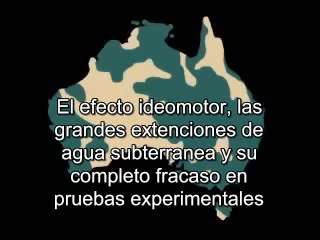 El efecto ideomotor, las
grandes extenciones de
agua subterranea y su
completo fracaso en
pruebas experimentales